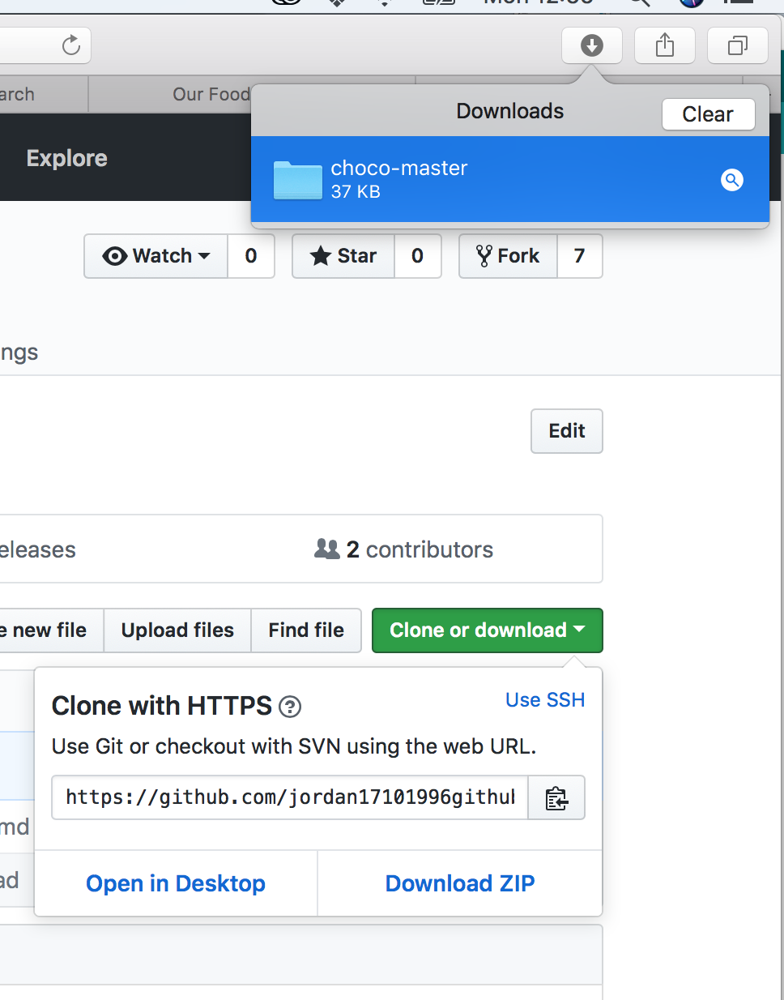 Our Food
Downloads
Clear
choco-master
37 KB
Explore
Watch 0
Star 0
Fork 7
ngs
Edit
eleases
2 contributors
e new file
Upload files
Find file
Clone or download
Clone with HTTPS
Use SSH
Use Git or checkout with SVN using the web URL.
https://github.com/jordan17101996github
md
ad
Open in Desktop
Download ZIP